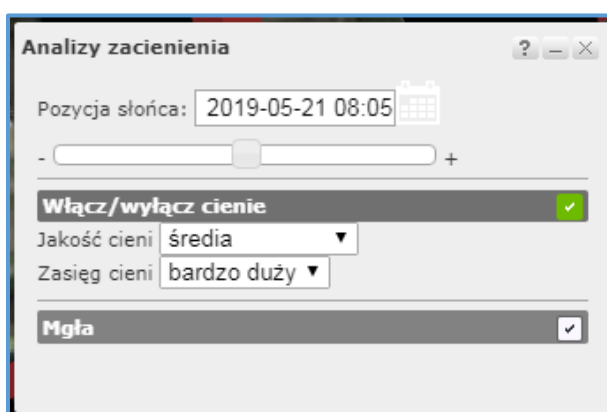 Analizy zacienienia ? – ×
Pozycja słońca: 2019-05-21 08:05
- +
Włącz/wyłącz cienie
Jakość cieni średia
Zasięg cieni bardzo duży
Mgła